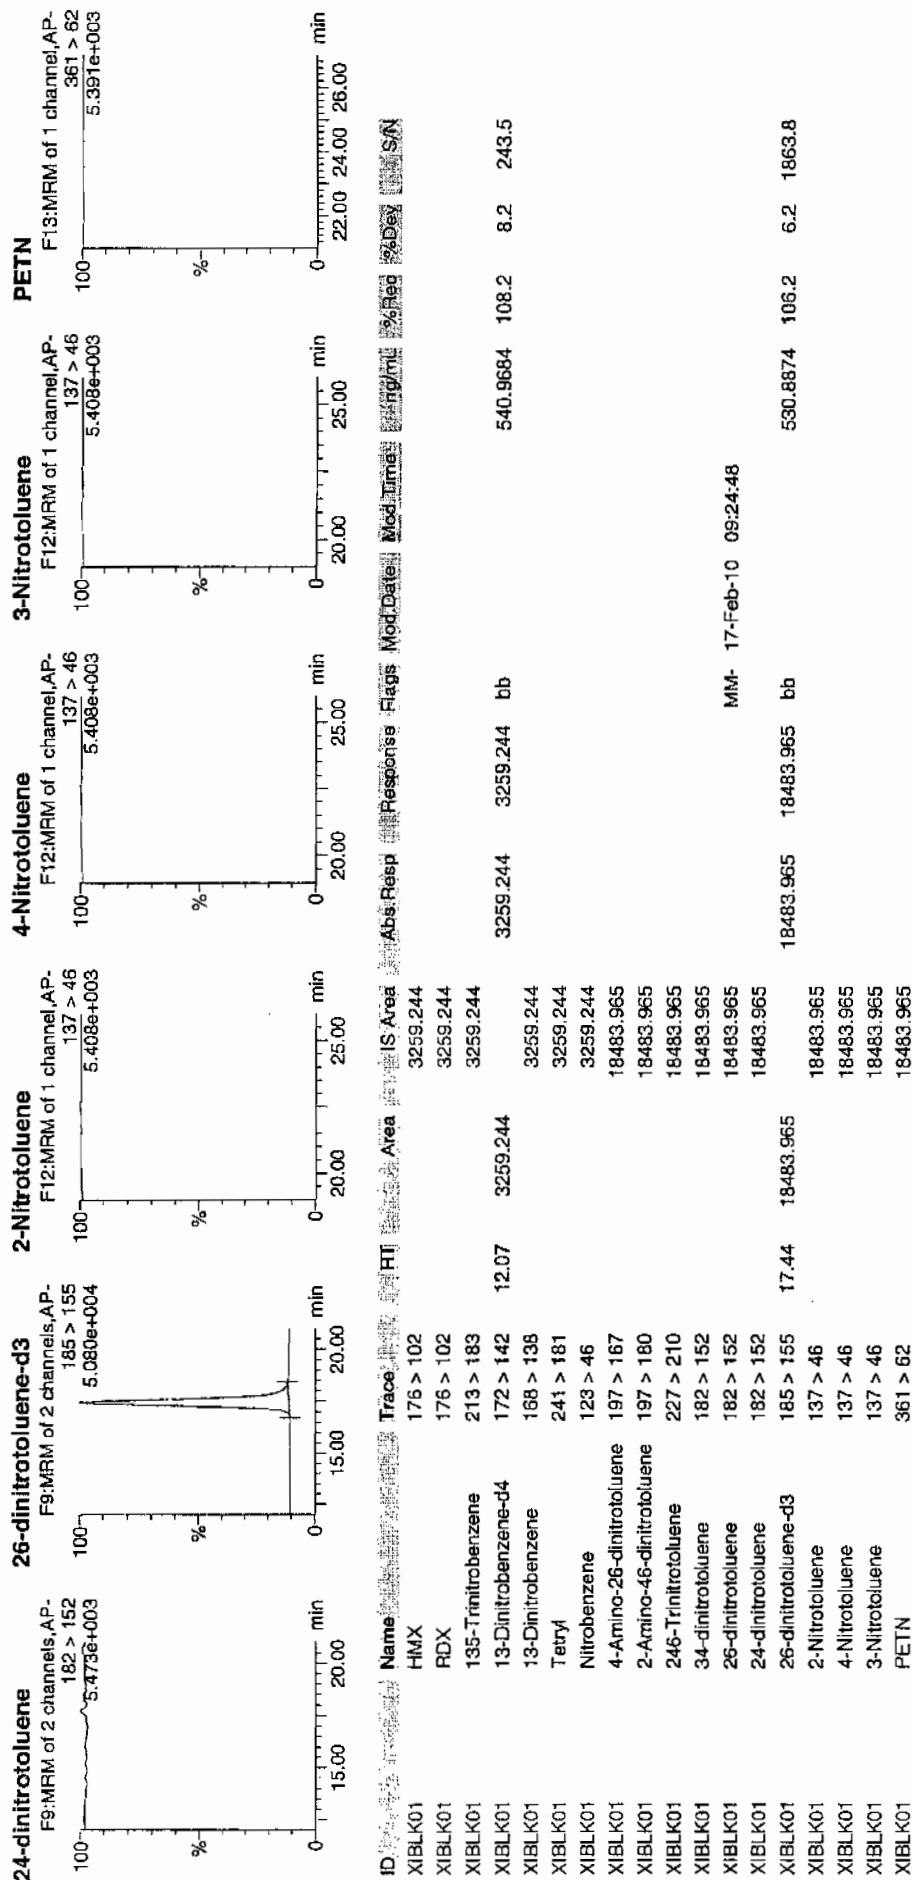 24-dinitrotoluene
F9:MRM of 2 channels,AP-
182 > 152
5.473e+003
100
%
0
15.00 20.00 min
26-dinitrotoluene-d3
F9:MRM of 2 channels,AP-
185 > 155
5.080e+004
100
%
0
15.00 20.00 min
2-Nitrotoluene
F12:MRM of 1 channel,AP-
137 > 46
5.408e+003
100
%
0
20.00 25.00 min
4-Nitrotoluene
F12:MRM of 1 channel,AP-
137 > 46
5.408e+003
100
%
0
20.00 25.00 min
3-Nitrotoluene
F12:MRM of 1 channel,AP-
137 > 46
5.408e+003
100
%
0
20.00 25.00 min
PETN
F13:MRM of 1 channel,AP-
361 > 62
5.391e+003
100
%
0
22.00 24.00 26.00 min
ID Name Trace RT Area IS Area Abs.Resp Response Flags Mod.Date Mod.Time ng/mL %Rec %Dev S/N
XIBLK01 HMX 176 > 102 3259.244
XIBLK01 RDX 176 > 102 3259.244
XIBLK01 135-Trinitrobenzene 213 > 183 3259.244
XIBLK01 13-Dinitrobenzene-d4 172 > 142 12.07 3259.244 3259.244 3259.244 bb 540.9684 108.2 8.2 243.5
XIBLK01 13-Dinitrobenzene 168 > 138 3259.244
XIBLK01 Tetryl 241 > 181 3259.244
XIBLK01 Nitrobenzene 123 > 46 3259.244
XIBLK01 4-Amino-26-dinitrotoluene 197 > 167 18483.965
XIBLK01 2-Amino-46-dinitrotoluene 197 > 180 18483.965
XIBLK01 246-Trinitrotoluene 227 > 210 18483.965
XIBLK01 34-dinitrotoluene 182 > 152 18483.965
XIBLK01 26-dinitrotoluene 182 > 152 18483.965 MM- 17-Feb-10 09:24:48
XIBLK01 24-dinitrotoluene 182 > 152 18483.965
XIBLK01 26-dinitrotoluene-d3 185 > 155 17.44 18483.965 18483.965 18483.965 bb 530.8874 106.2 6.2 1863.8
XIBLK01 2-Nitrotoluene 137 > 46 18483.965
XIBLK01 4-Nitrotoluene 137 > 46 18483.965
XIBLK01 3-Nitrotoluene 137 > 46 18483.965
XIBLK01 PETN 361 > 62 18483.965